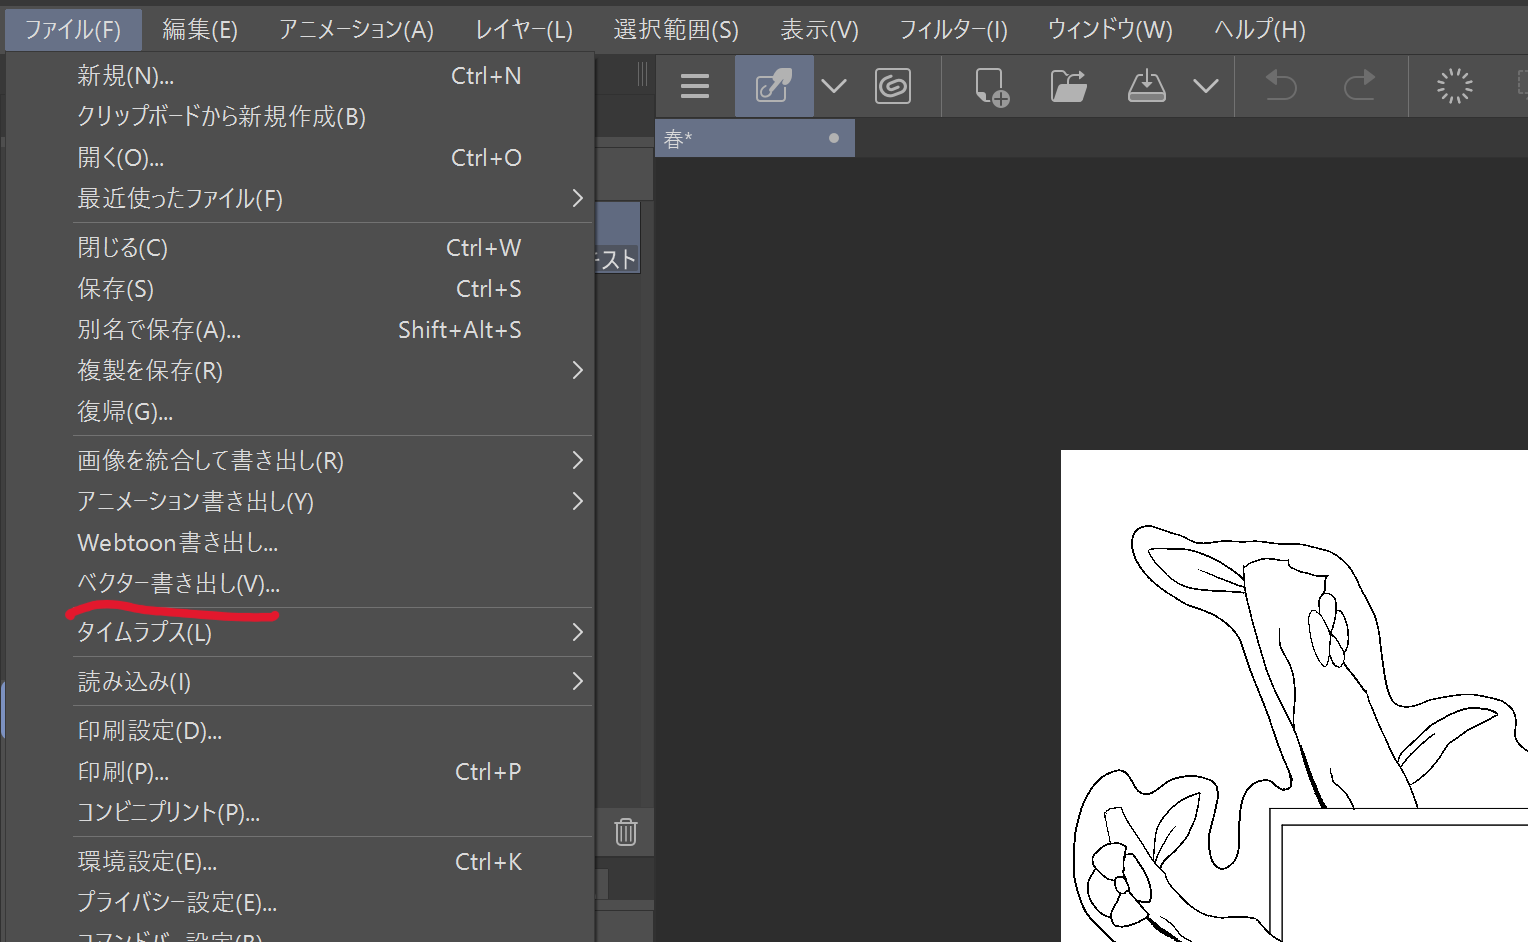 ファイル(F) 編集(E) アニメーション(A) レイヤー(L) 選択範囲(S) 表示(V) フィルター(I) ウィンドウ(W) ヘルプ(H)
新規(N)... Ctrl+N
クリップボードから新規作成(B)
開く(O)... Ctrl+O
最近使ったファイル(F)
閉じる(C) Ctrl+W
保存(S) Ctrl+S
別名で保存(A)... Shift+Alt+S
複製を保存(R)
復帰(G)...
画像を統合して書き出し(R)
アニメーション書き出し(Y)
Webtoon書き出し...
ベクター書き出し(V)...
タイムラプス(L)
読み込み(I)
印刷設定(D)...
印刷(P)... Ctrl+P
コンビニプリント(P)...
環境設定(E)... Ctrl+K
プライバシー設定(E)...
春*
スト